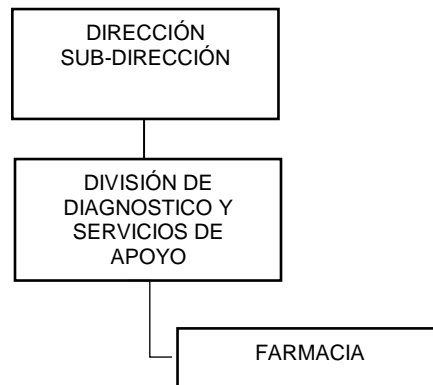 DIRECCIÓN
SUB-DIRECCIÓN
DIVISIÓN DE
DIAGNOSTICO Y
SERVICIOS DE
APOYO
FARMACIA